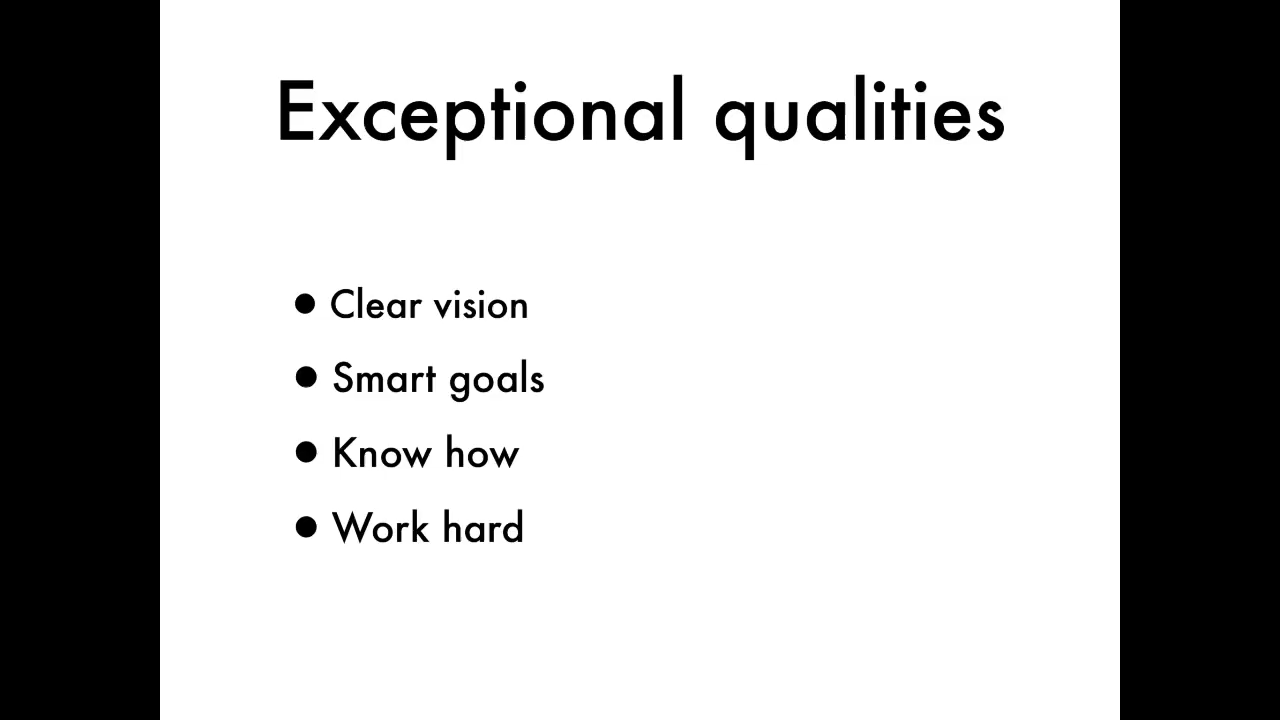 Exceptional qualities
• Clear vision
• Smart goals
• Know how
• Work hard